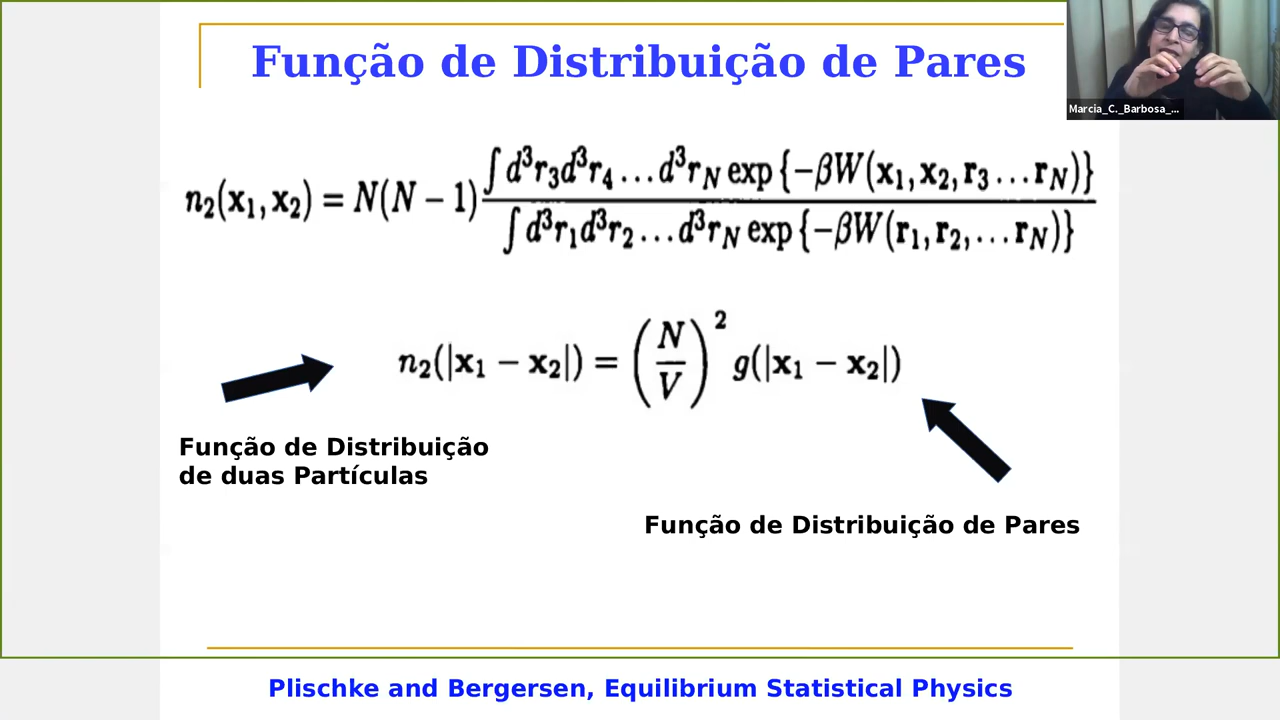 Função de Distribuição de Pares
Marcia_C._Barbosa_...
n₂(x₁, x₂) = N(N − 1) ∫ d³r₃d³r₄ … d³r_N exp {−βW(x₁, x₂, r₃ … r_N)} / ∫ d³r₁d³r₂ … d³r_N exp {−βW(r₁, r₂, … r_N)}
n₂(|x₁ − x₂|) = (N/V)² g(|x₁ − x₂|)
Função de Distribuição
de duas Partículas
Função de Distribuição de Pares
Plischke and Bergersen, Equilibrium Statistical Physics